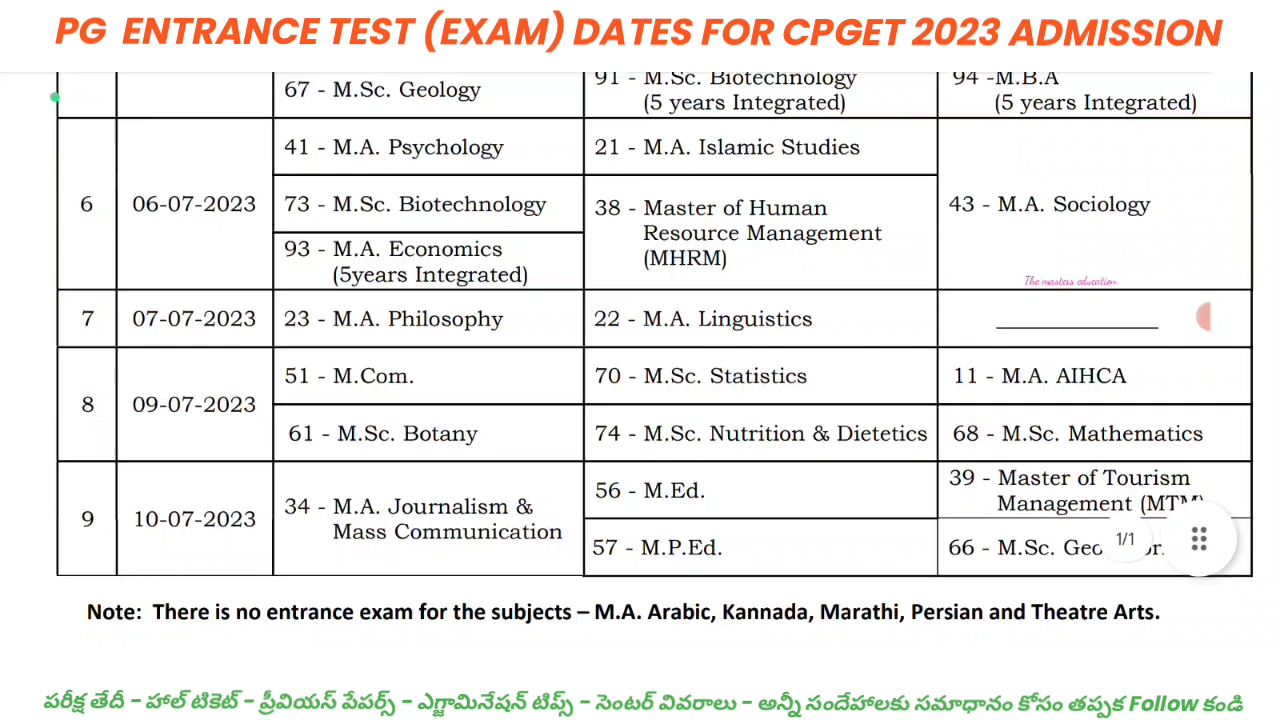 PG ENTRANCE TEST (EXAM) DATES FOR CPGET 2023 ADMISSION
67 - M.Sc. Geology
91 - M.Sc. Biotechnology
(5 years Integrated)
94 -M.B.A
(5 years Integrated)
6
06-07-2023
41 - M.A. Psychology
73 - M.Sc. Biotechnology
93 - M.A. Economics
(5years Integrated)
21 - M.A. Islamic Studies
38 - Master of Human
Resource Management
(MHRM)
43 - M.A. Sociology
The masters education
7
07-07-2023
23 - M.A. Philosophy
22 - M.A. Linguistics
8
09-07-2023
51 - M.Com.
70 - M.Sc. Statistics
11 - M.A. AIHCA
61 - M.Sc. Botany
74 - M.Sc. Nutrition & Dietetics
68 - M.Sc. Mathematics
9
10-07-2023
34 - M.A. Journalism &
Mass Communication
56 - M.Ed.
57 - M.P.Ed.
39 - Master of Tourism
Management (MTM)
66 - M.Sc.
1/1
Note: There is no entrance exam for the subjects – M.A. Arabic, Kannada, Marathi, Persian and Theatre Arts.
పరీక్ష తేదీ - హాల్ టికెట్ - ప్రీవియస్ పేపర్స్ - ఎగ్జామినేషన్ టిప్స్ - సెంటర్ వివరాలు - అన్నీ సందేహాలకు సమాధానం కోసం తప్పక Follow కండి